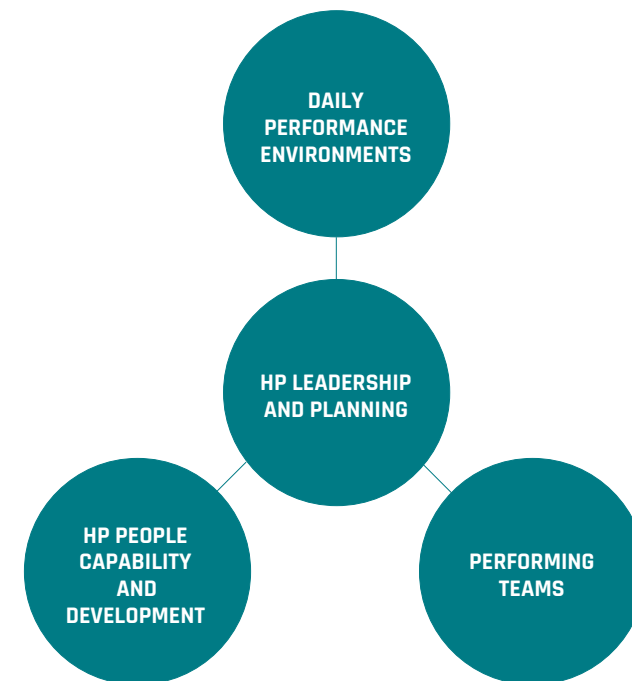 DAILY
PERFORMANCE
ENVIRONMENTS
HP LEADERSHIP
AND PLANNING
HP PEOPLE
CAPABILITY
AND
DEVELOPMENT
PERFORMING
TEAMS